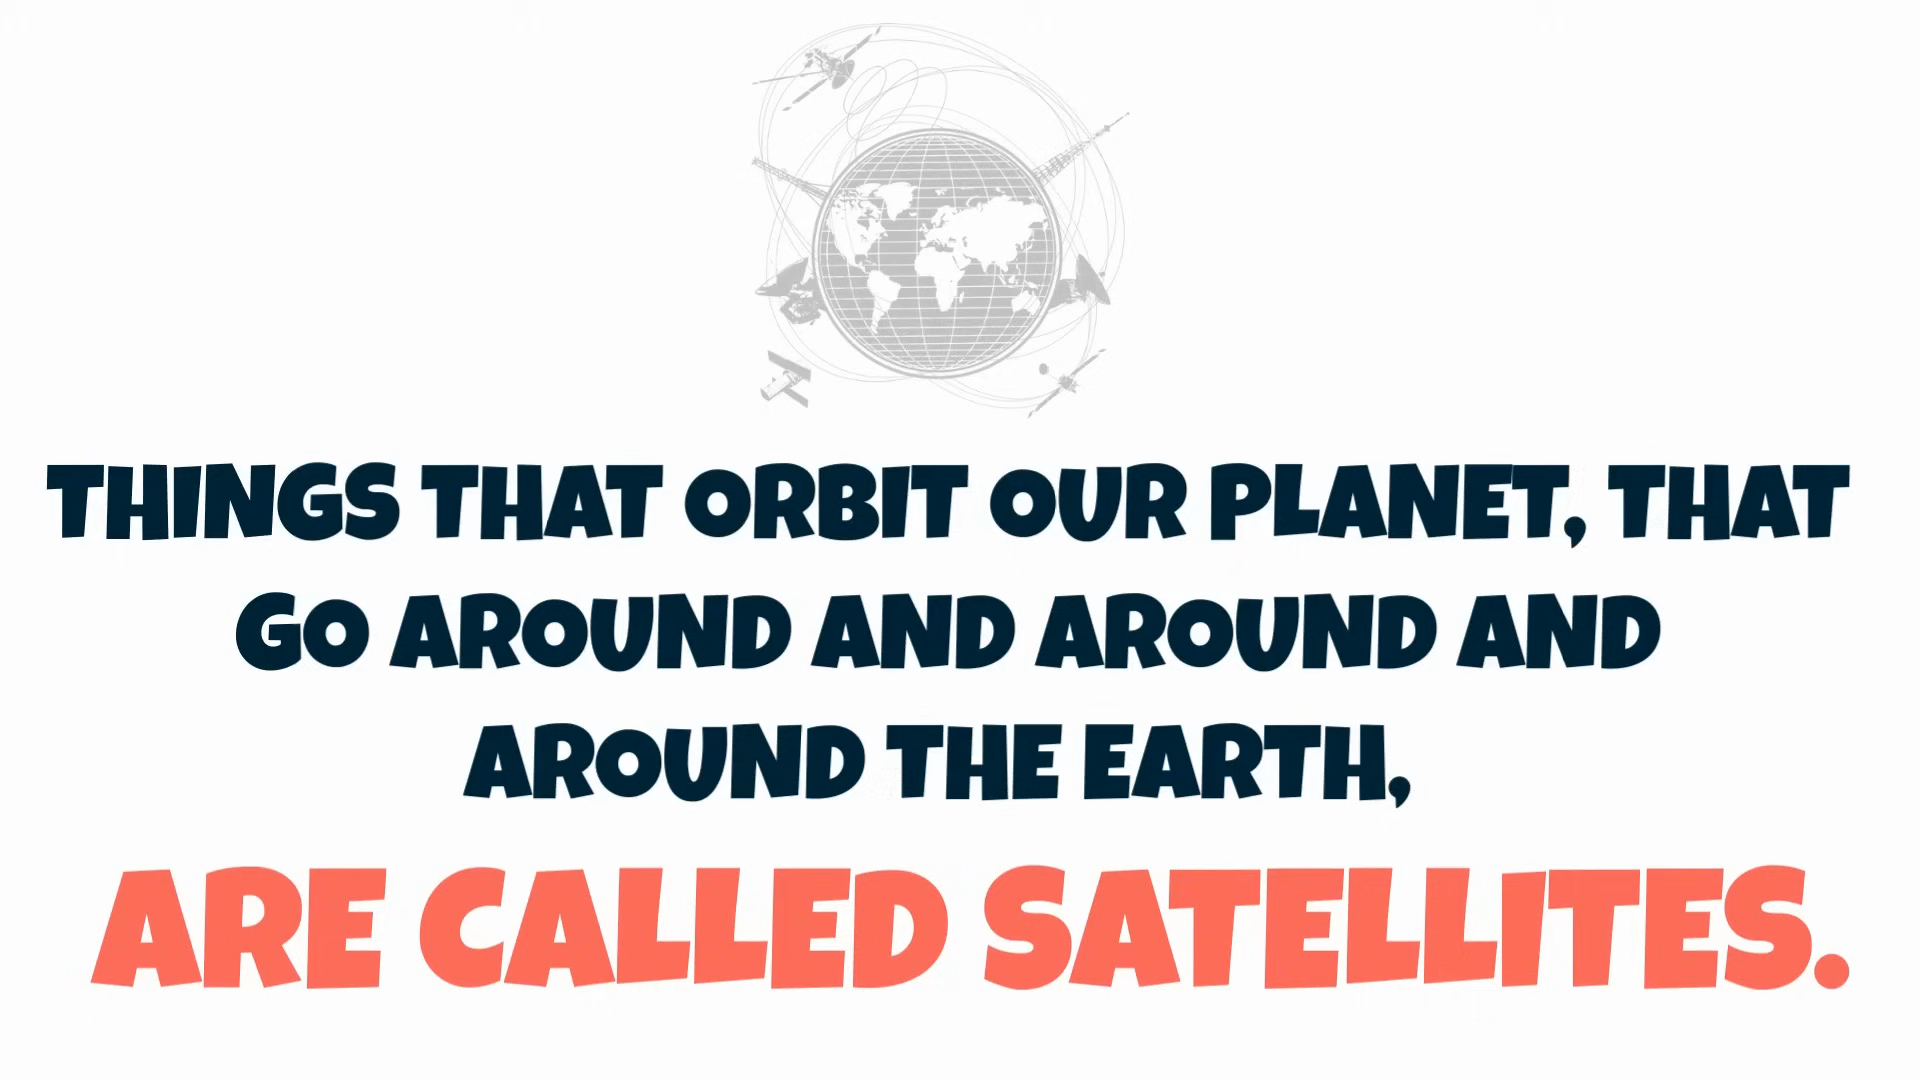 THINGS THAT ORBIT OUR PLANET, THAT
GO AROUND AND AROUND AND
AROUND THE EARTH,
ARE CALLED SATELLITES.